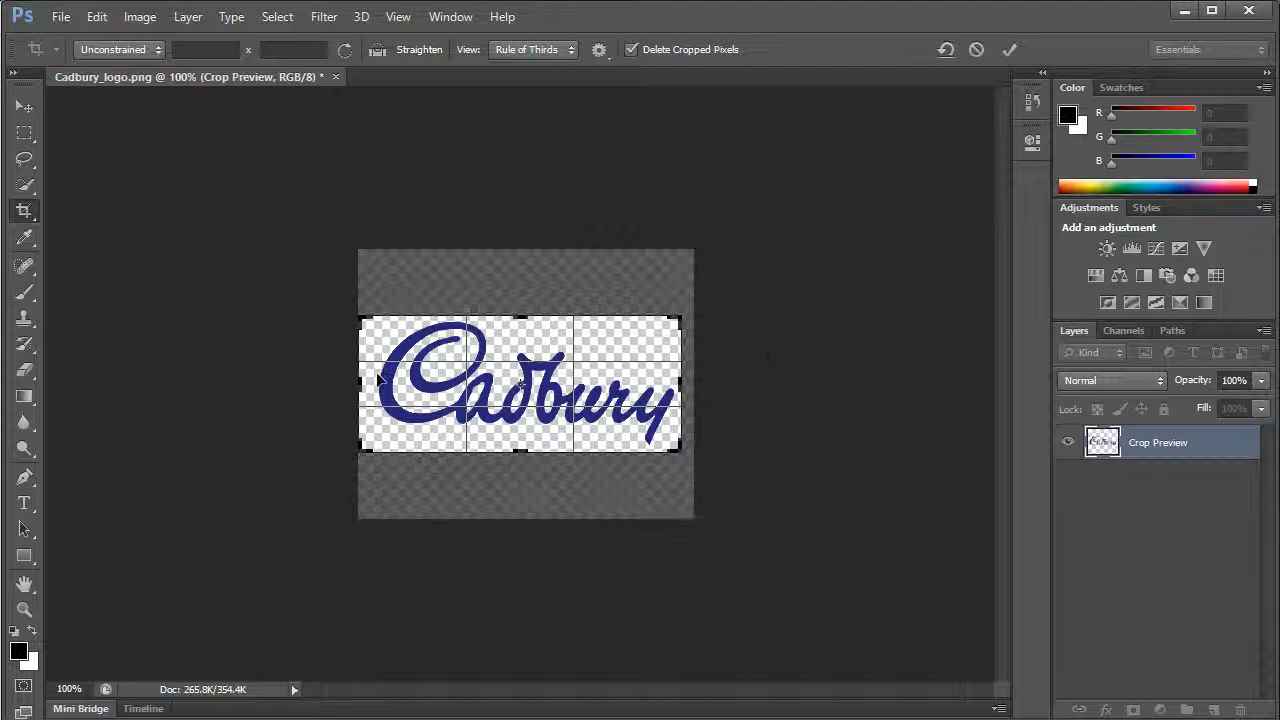 Ps File Edit Image Layer Type Select Filter 3D View Window Help
Unconstrained x Straighten View: Rule of Thirds Delete Cropped Pixels Essentials
Cadbury_logo.png @ 100% (Crop Preview, RGB/8) * ×
Color Swatches
R 0
G 0
B 0
Adjustments Styles
Add an adjustment
Layers Channels Paths
Kind
Normal Opacity: 100%
Lock: Fill: 100%
Crop Preview
Cadbury
100% Doc: 265.8K/354.4K
Mini Bridge Timeline